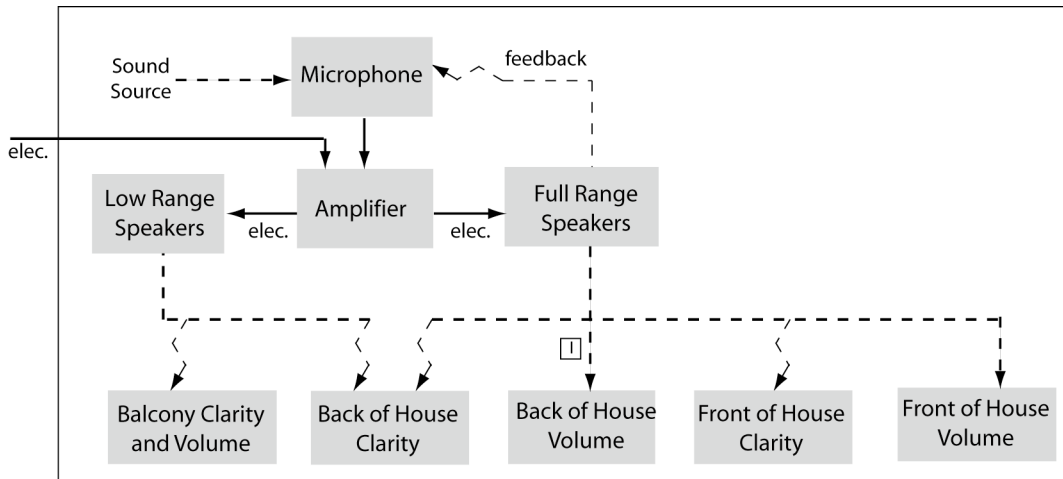 feedback
Sound
Source
Microphone
elec.
Low Range
Speakers
Amplifier
Full Range
Speakers
elec.
elec.
I
Balcony Clarity
and Volume
Back of House
Clarity
Back of House
Volume
Front of House
Clarity
Front of House
Volume